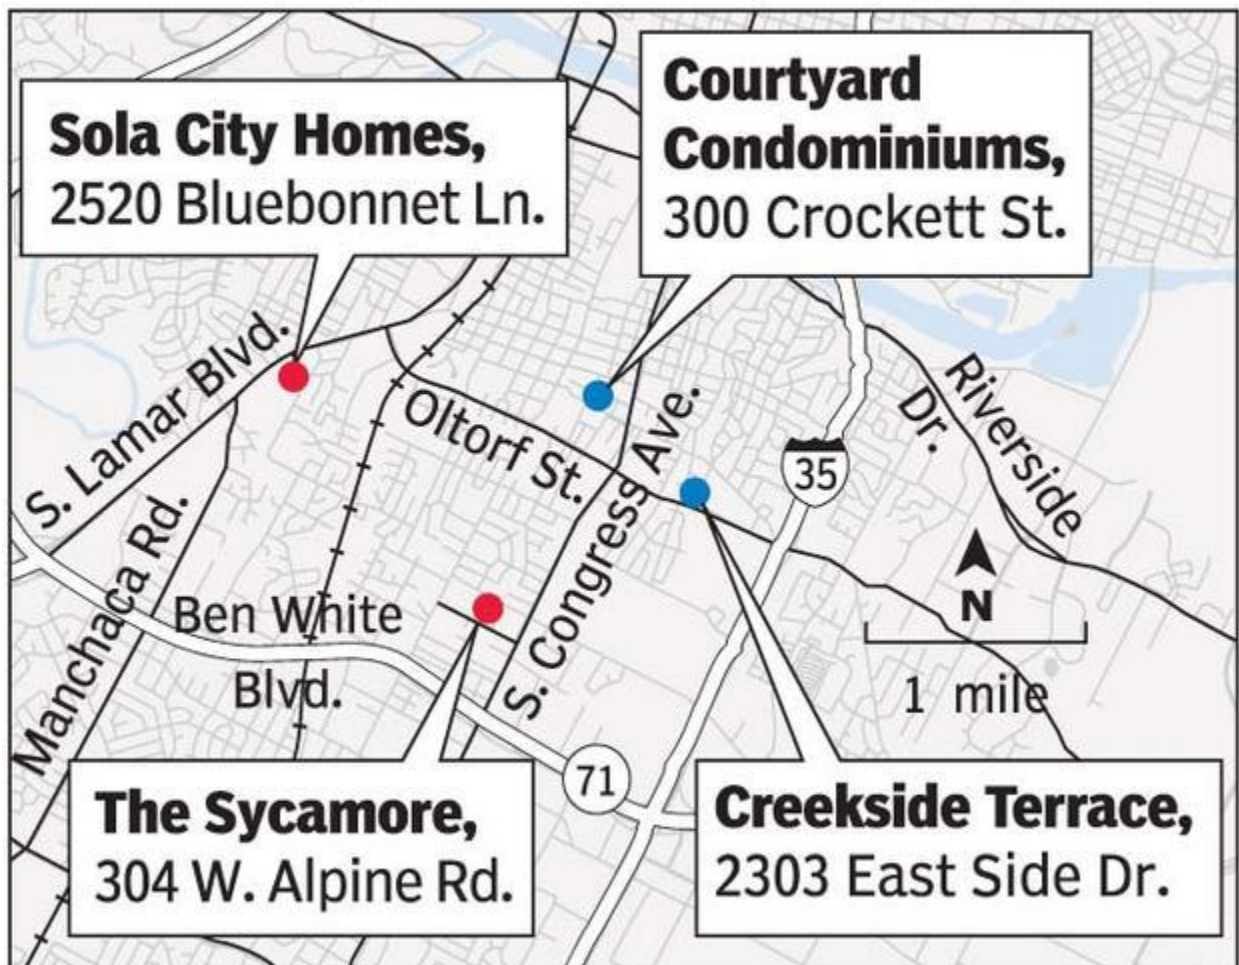 Sola City Homes,
2520 Bluebonnet Ln.
Courtyard
Condominiums,
300 Crockett St.
S. Lamar Blvd.
Oltorf St.
S. Congress Ave.
35
Riverside
Dr.
Manchaca Rd.
Ben White
Blvd.
N
1 mile
71
The Sycamore,
304 W. Alpine Rd.
Creekside Terrace,
2303 East Side Dr.